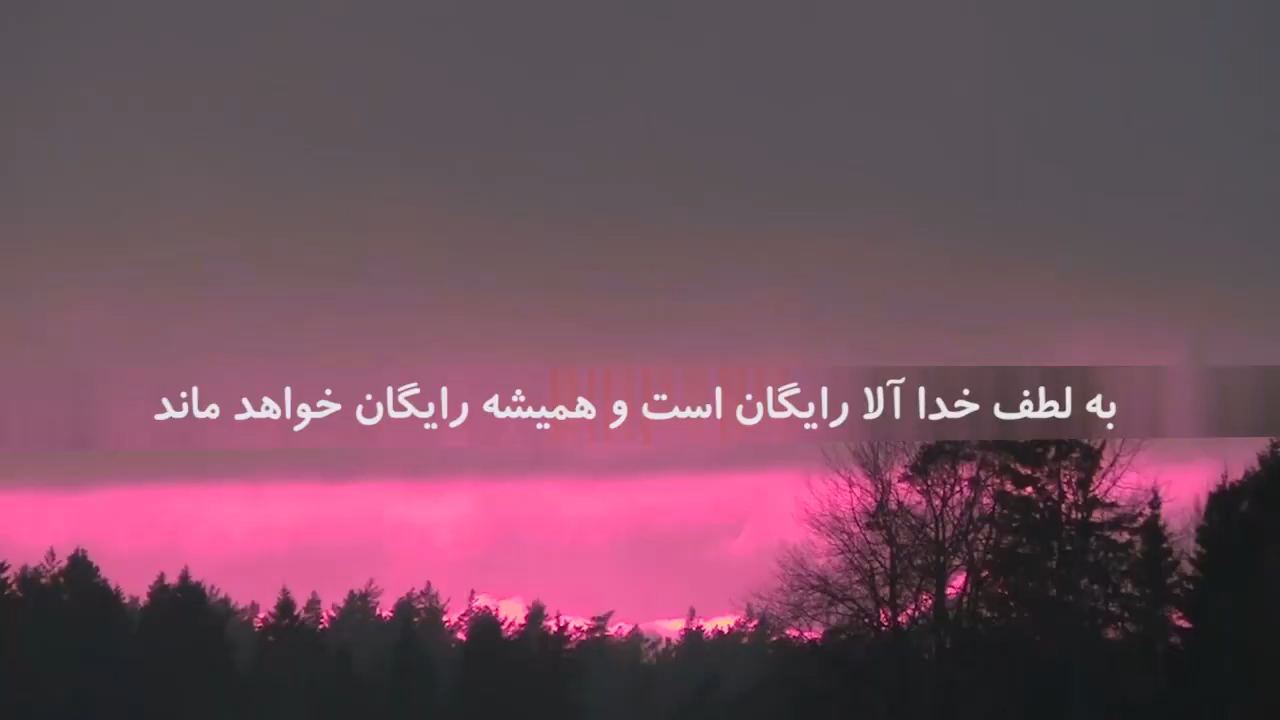 به لطف خدا آلا رایگان است و همیشه رایگان خواهد ماند